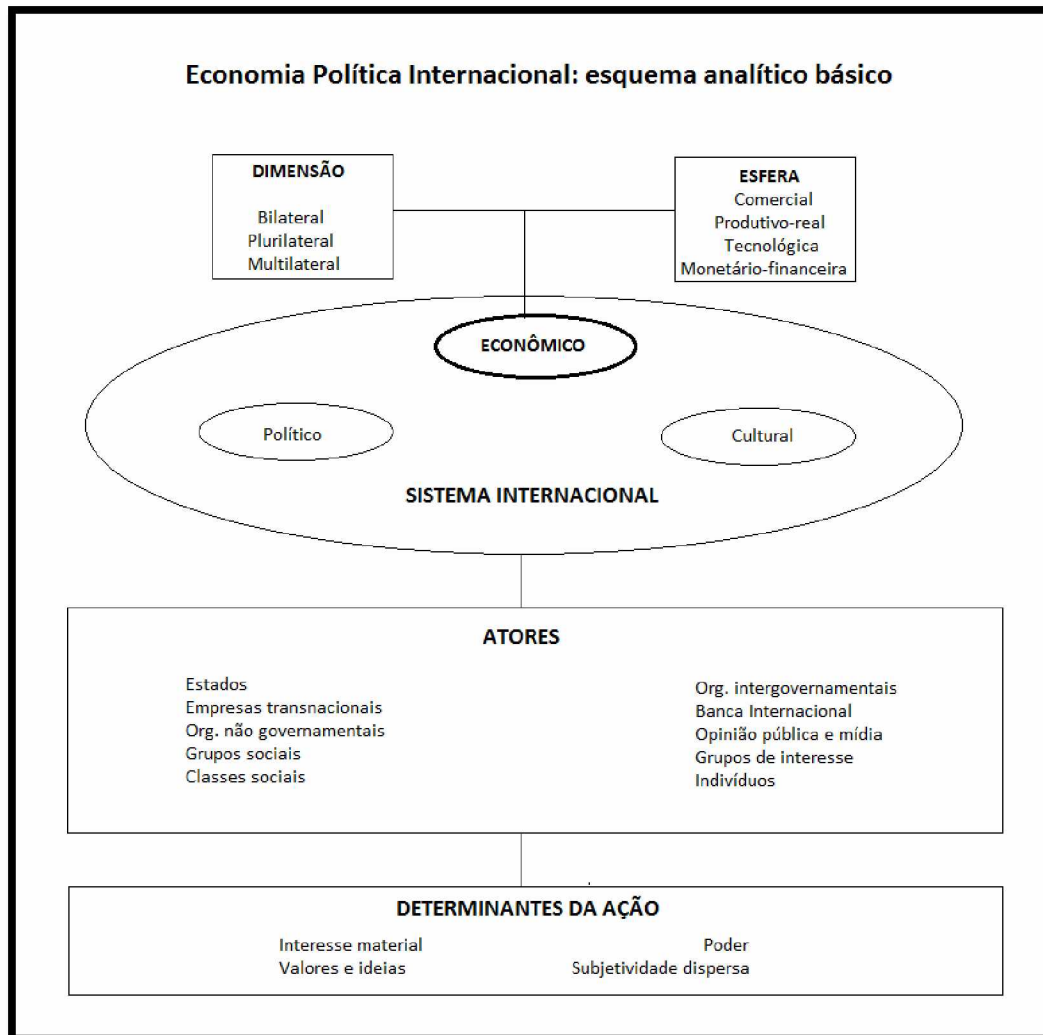 Economia Política Internacional: esquema analítico básico
DIMENSÃO
Bilateral
Plurilateral
Multilateral
ESFERA
Comercial
Produtivo-real
Tecnológica
Monetário-financeira
ECONÔMICO
Político
Cultural
SISTEMA INTERNACIONAL
ATORES
Estados
Empresas transnacionais
Org. não governamentais
Grupos sociais
Classes sociais
Org. intergovernamentais
Banca Internacional
Opinião pública e mídia
Grupos de interesse
Indivíduos
DETERMINANTES DA AÇÃO
Interesse material
Valores e ideias
Poder
Subjetividade dispersa